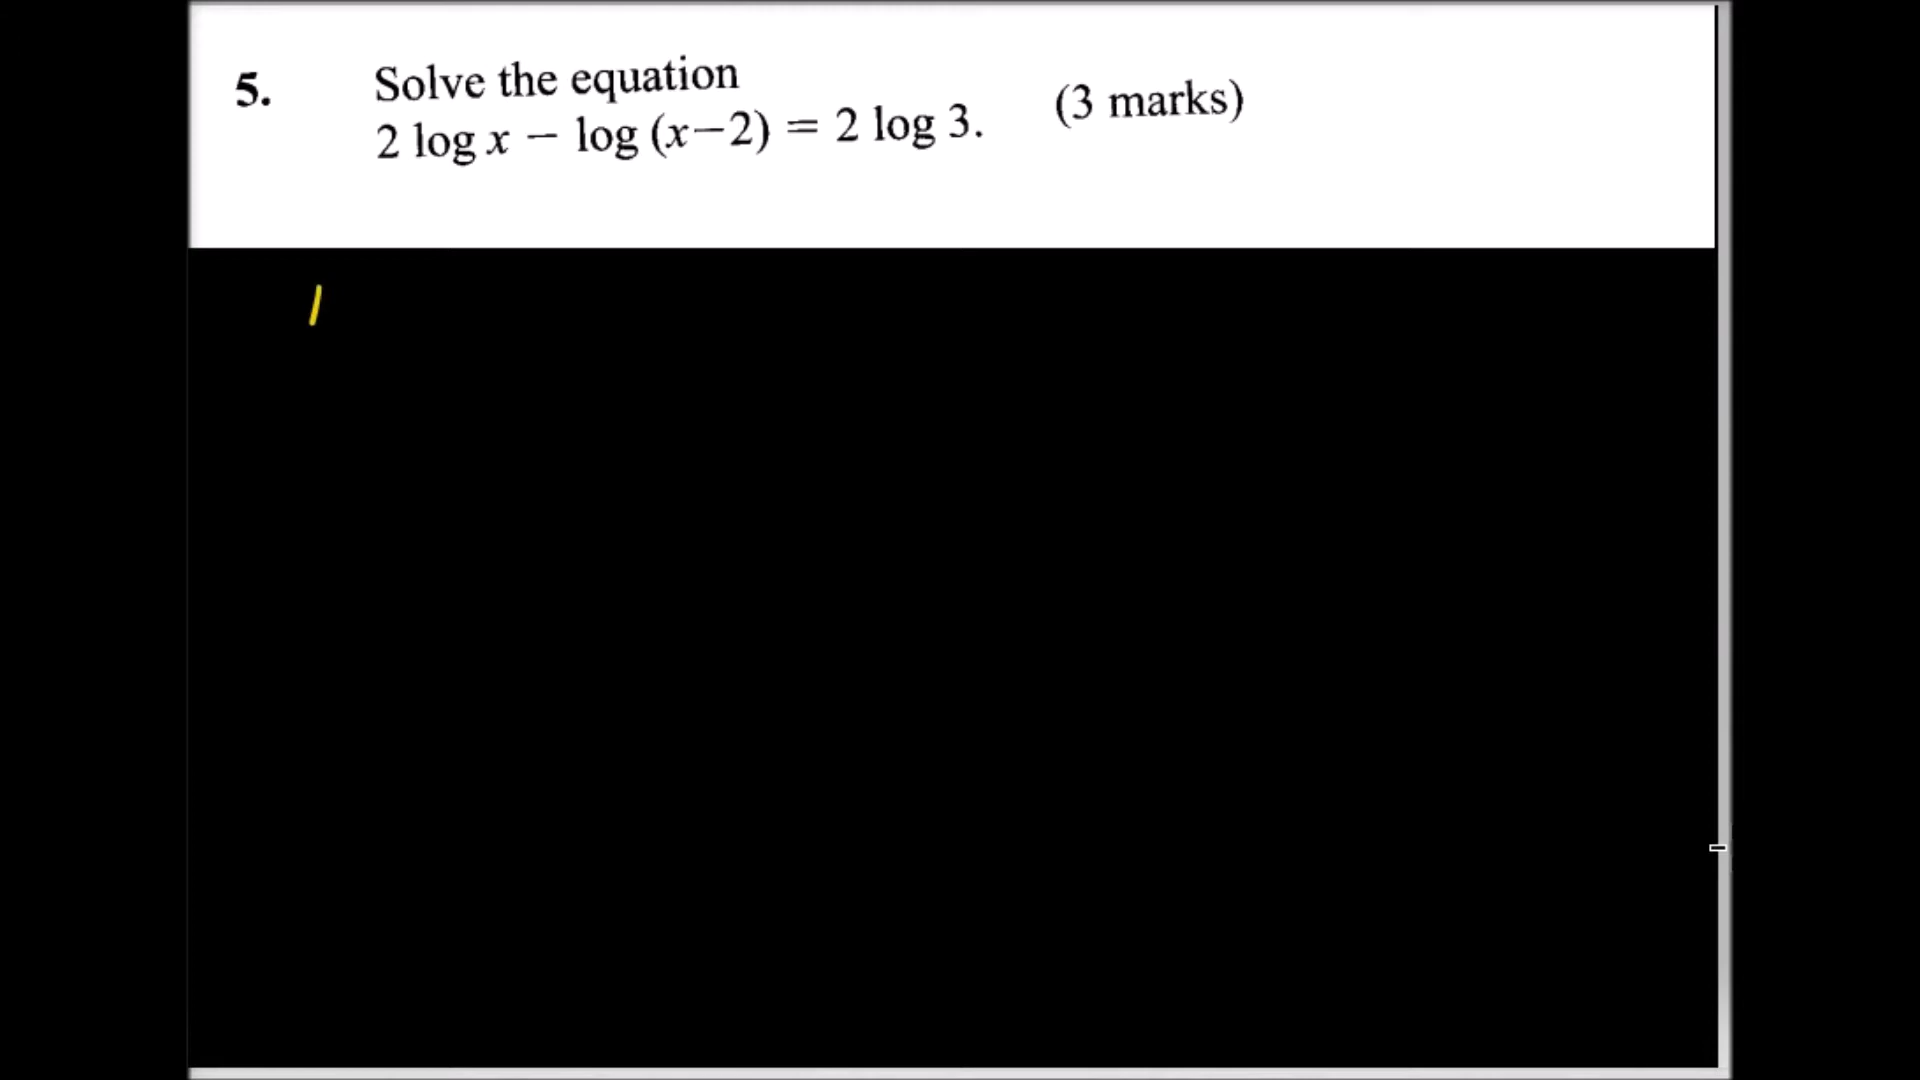 5. Solve the equation (3 marks)
2 log x − log (x−2) = 2 log 3.